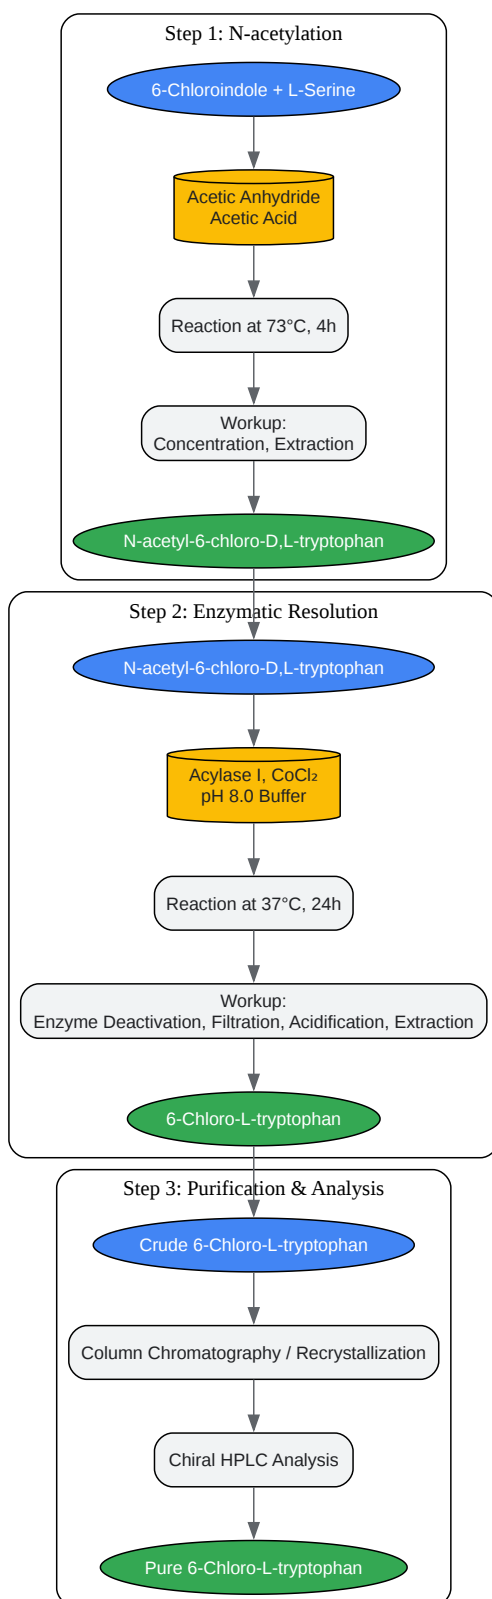 Step 1: N-acetylation
6-Chloroindole + L-Serine
Acetic Anhydride
Acetic Acid
Reaction at 73°C, 4h
Workup:
Concentration, Extraction
N-acetyl-6-chloro-D,L-tryptophan
Step 2: Enzymatic Resolution
N-acetyl-6-chloro-D,L-tryptophan
Acylase I, CoCl₂
pH 8.0 Buffer
Reaction at 37°C, 24h
Workup:
Enzyme Deactivation, Filtration, Acidification, Extraction
6-Chloro-L-tryptophan
Step 3: Purification & Analysis
Crude 6-Chloro-L-tryptophan
Column Chromatography / Recrystallization
Chiral HPLC Analysis
Pure 6-Chloro-L-tryptophan